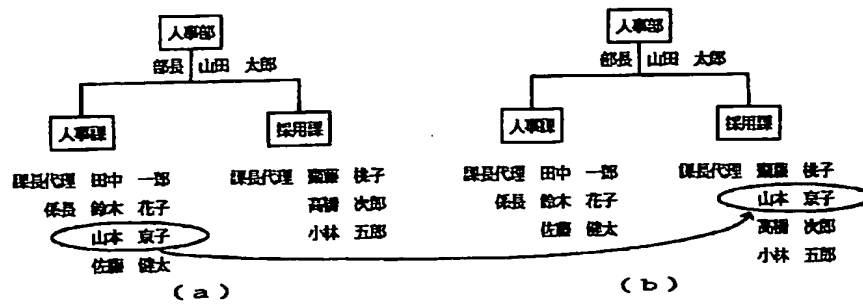 人事部
部長 山田 太郎
人事課
採用課
課長代理 田中 一郎
係長 鈴木 花子
山本 京子
佐藤 健太
課長代理 齋藤 桃子
高橋 次郎
小林 五郎
(a)
人事部
部長 山田 太郎
人事課
採用課
課長代理 田中 一郎
係長 鈴木 花子
佐藤 健太
課長代理 齋藤 桃子
山本 京子
高橋 次郎
小林 五郎
(b)